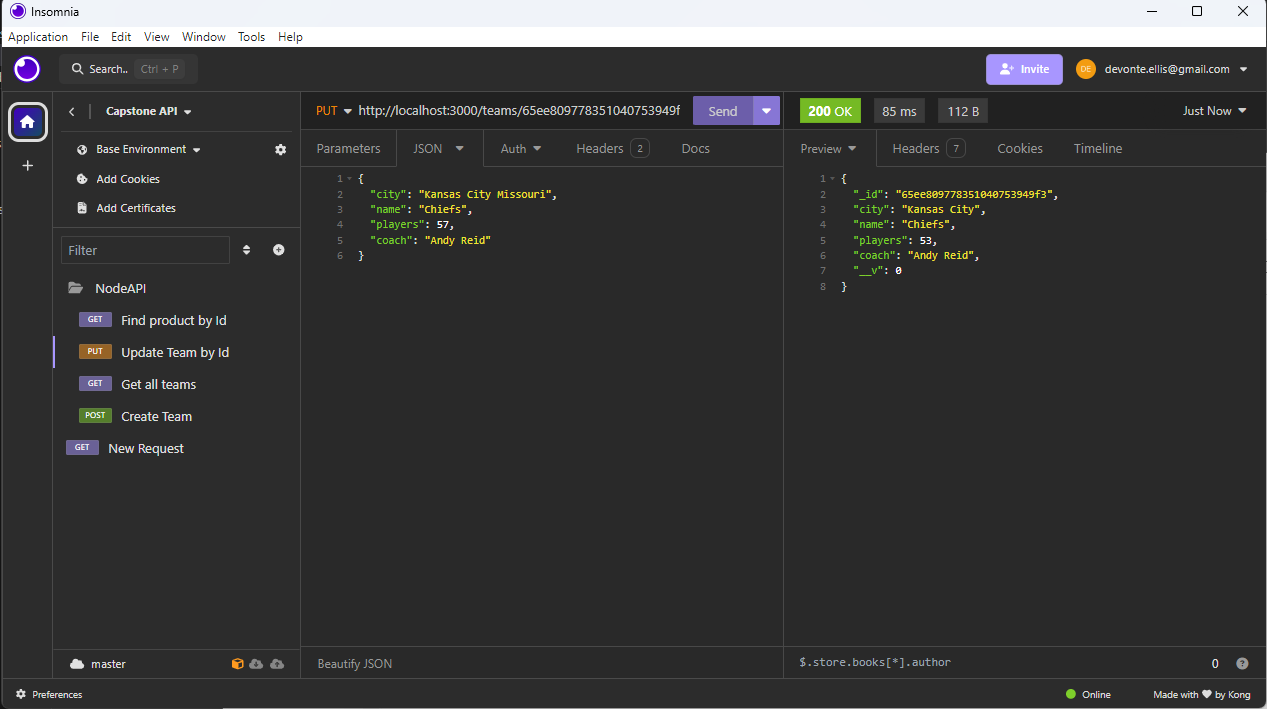 Insomnia
Application File Edit View Window Tools Help
Search.. Ctrl + P
Invite
DE devonte.ellis@gmail.com
Capstone API
Base Environment
Add Cookies
Add Certificates
Filter
NodeAPI
GET Find product by Id
PUT Update Team by Id
GET Get all teams
POST Create Team
GET New Request
master
PUT http://localhost:3000/teams/65ee809778351040753949f Send
Parameters JSON Auth Headers 2 Docs
1 {
2 "city": "Kansas City Missouri",
3 "name": "Chiefs",
4 "players": 57,
5 "coach": "Andy Reid"
6 }
Beautify JSON
200 OK 85 ms 112 B Just Now
Preview Headers 7 Cookies Timeline
1 {
2 "_id": "65ee809778351040753949f3",
3 "city": "Kansas City",
4 "name": "Chiefs",
5 "players": 53,
6 "coach": "Andy Reid",
7 "__v": 0
8 }
$.store.books[*].author 0 ?
Preferences
Online Made with ❤ by Kong